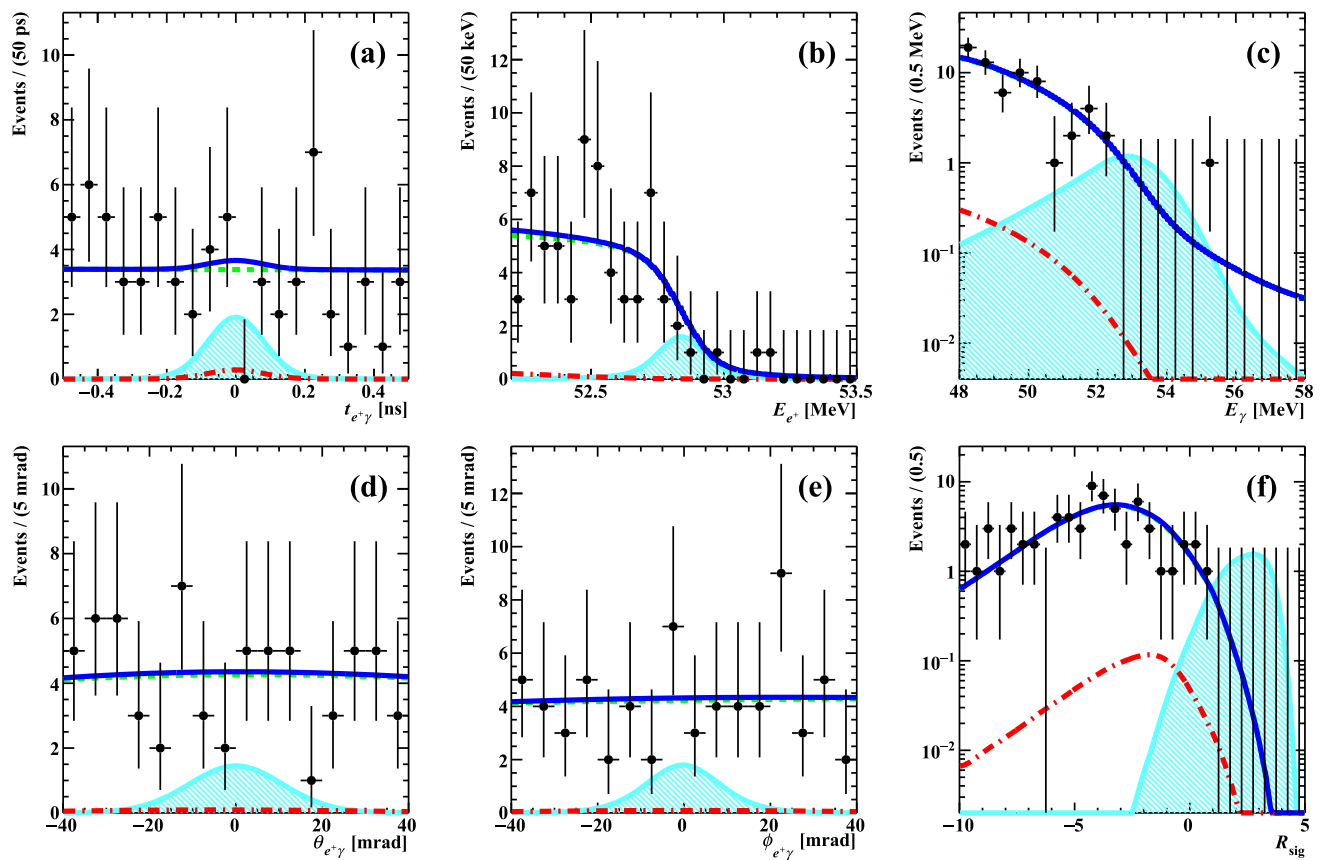 Events / (50 ps)
(a)
10
8
6
4
2
0
−0.4 −0.2 0 0.2 0.4
t_{e⁺γ} [ns]
Events / (50 keV)
(b)
12
10
8
6
4
2
0
52.5 53 53.5
E_{e⁺} [MeV]
Events / (0.5 MeV)
(c)
10
1
10⁻¹
10⁻²
48 50 52 54 56 58
E_γ [MeV]
Events / (5 mrad)
(d)
10
8
6
4
2
0
−40 −20 0 20 40
θ_{e⁺γ} [mrad]
Events / (5 mrad)
(e)
12
10
8
6
4
2
0
−40 −20 0 20 40
ϕ_{e⁺γ} [mrad]
Events / (0.5)
(f)
10
1
10⁻¹
10⁻²
−10 −5 0 5
R_{sig}